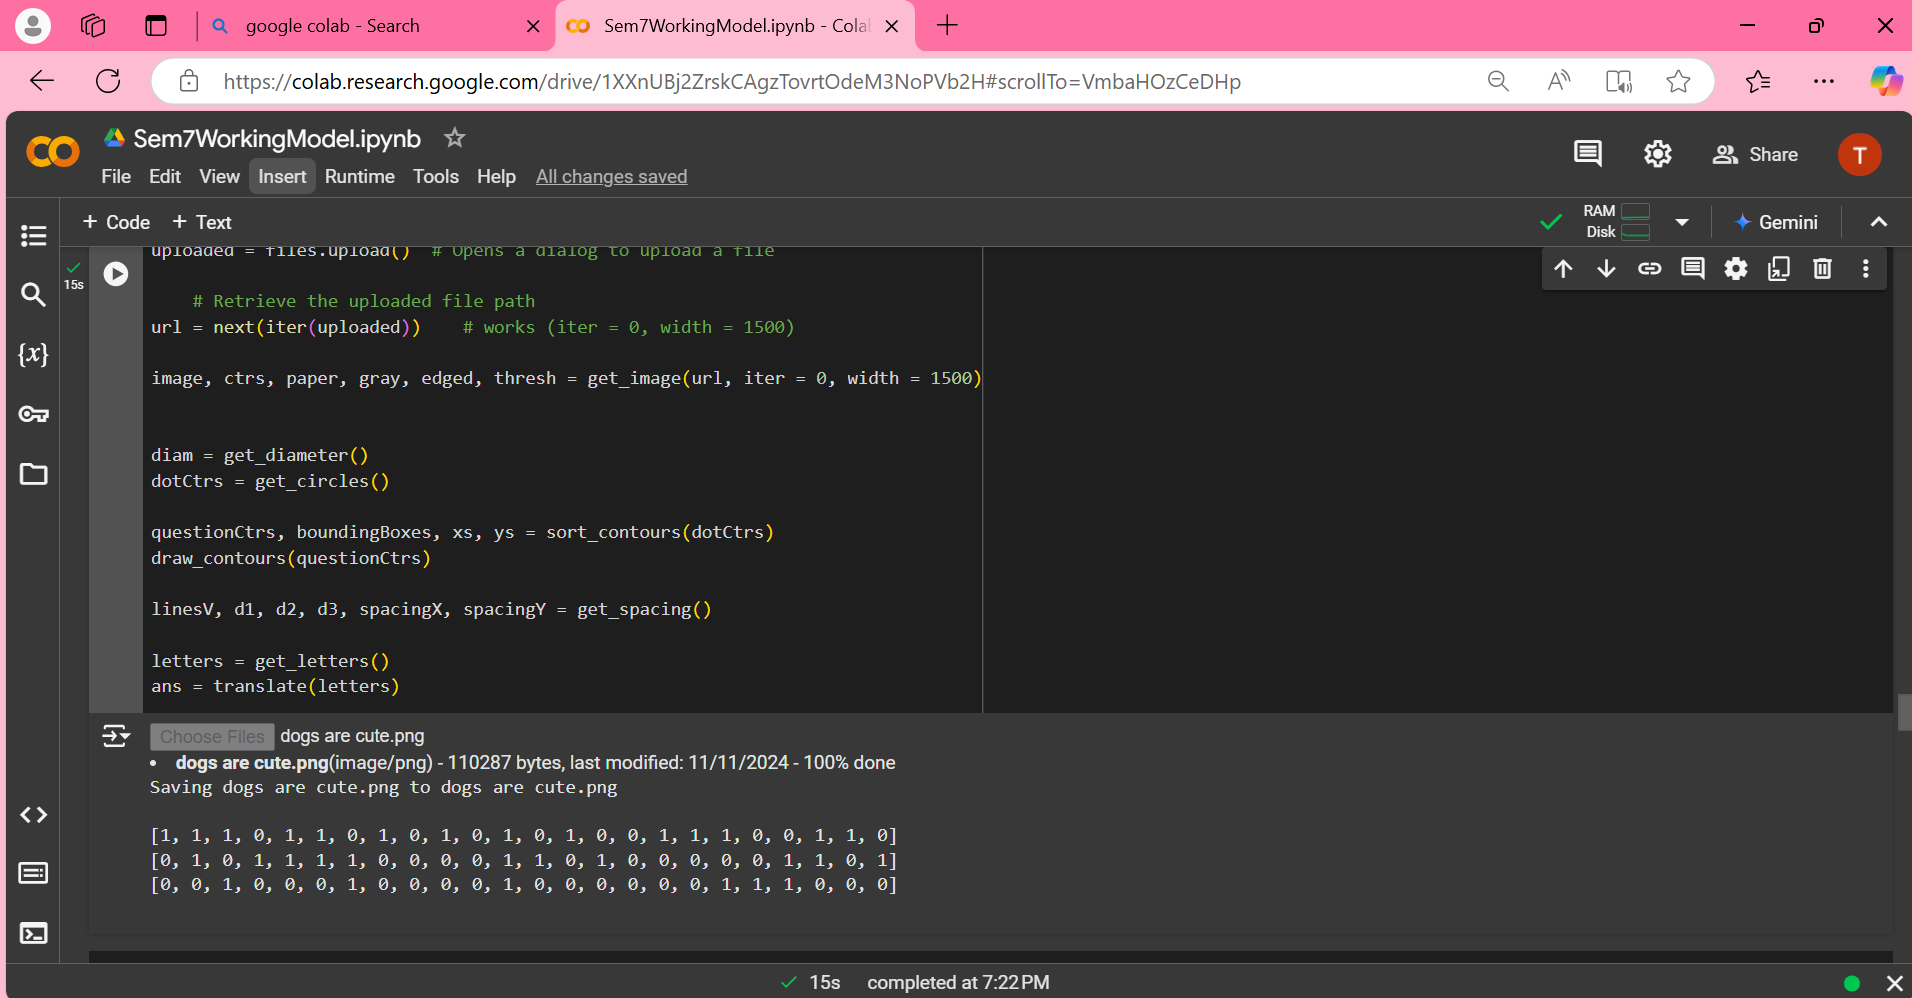 google colab - Search
Sem7WorkingModel.ipynb - Cola
https://colab.research.google.com/drive/1XXnUBj2ZrskCAgzTovrtOdeM3NoPVb2H#scrollTo=VmbaHOzCeDHp
Sem7WorkingModel.ipynb
File Edit View Insert Runtime Tools Help All changes saved
Share
T
+ Code + Text
RAM
Disk
Gemini
15s
uploaded = files.upload()  # Opens a dialog to upload a file
# Retrieve the uploaded file path
url = next(iter(uploaded))    # works (iter = 0, width = 1500)
image, ctrs, paper, gray, edged, thresh = get_image(url, iter = 0, width = 1500)
diam = get_diameter()
dotCtrs = get_circles()
questionCtrs, boundingBoxes, xs, ys = sort_contours(dotCtrs)
draw_contours(questionCtrs)
linesV, d1, d2, d3, spacingX, spacingY = get_spacing()
letters = get_letters()
ans = translate(letters)
Choose Files dogs are cute.png
• dogs are cute.png(image/png) - 110287 bytes, last modified: 11/11/2024 - 100% done
Saving dogs are cute.png to dogs are cute.png
[1, 1, 1, 0, 1, 1, 0, 1, 0, 1, 0, 1, 0, 1, 0, 0, 1, 1, 1, 0, 0, 1, 1, 0]
[0, 1, 0, 1, 1, 1, 1, 0, 0, 0, 0, 1, 1, 0, 1, 0, 0, 0, 0, 0, 1, 1, 0, 1]
[0, 0, 1, 0, 0, 0, 1, 0, 0, 0, 0, 1, 0, 0, 0, 0, 0, 0, 1, 1, 1, 0, 0, 0]
15s completed at 7:22 PM